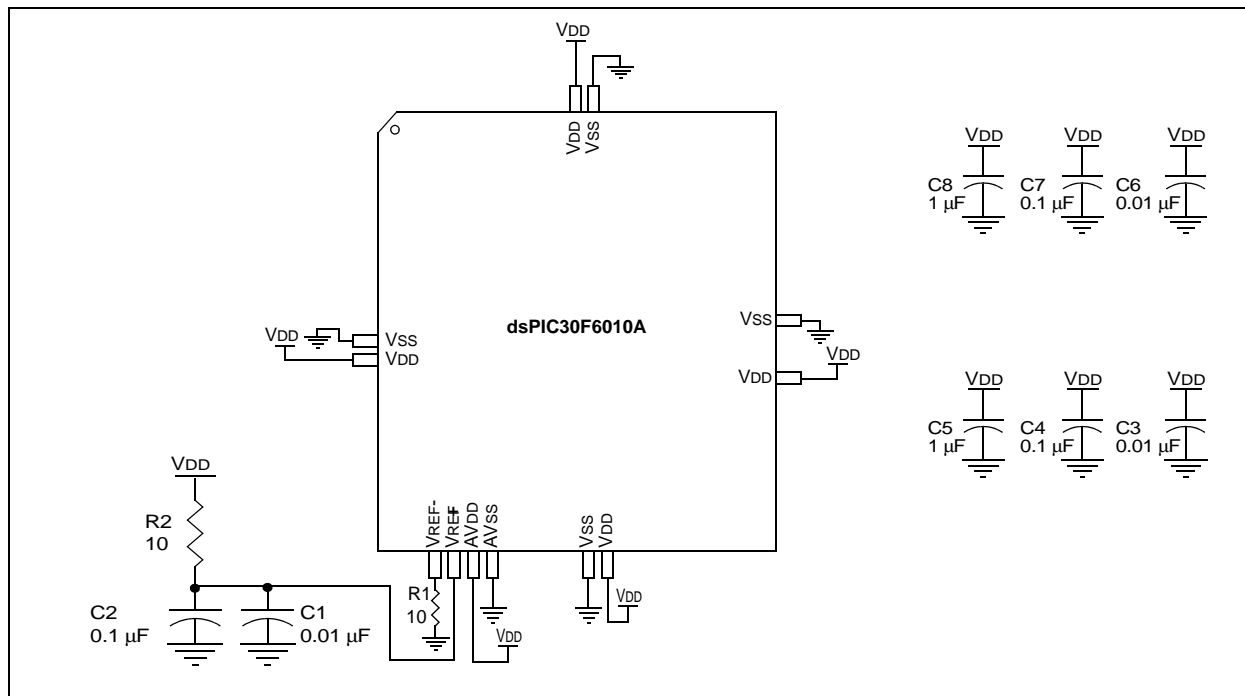 VDD
VDD
VSS
VDD VDD VDD
C8
1 µF
C7
0.1 µF
C6
0.01 µF
dsPIC30F6010A
VSS
VDD
VDD
VDD
VSS
VDD
VDD VDD VDD
C5
1 µF
C4
0.1 µF
C3
0.01 µF
VDD
R2
10
VREF-
VREF+
AVDD
AVSS
VSS
VDD
R1
10
VDD
C2
0.1 µF
C1
0.01 µF
VDD